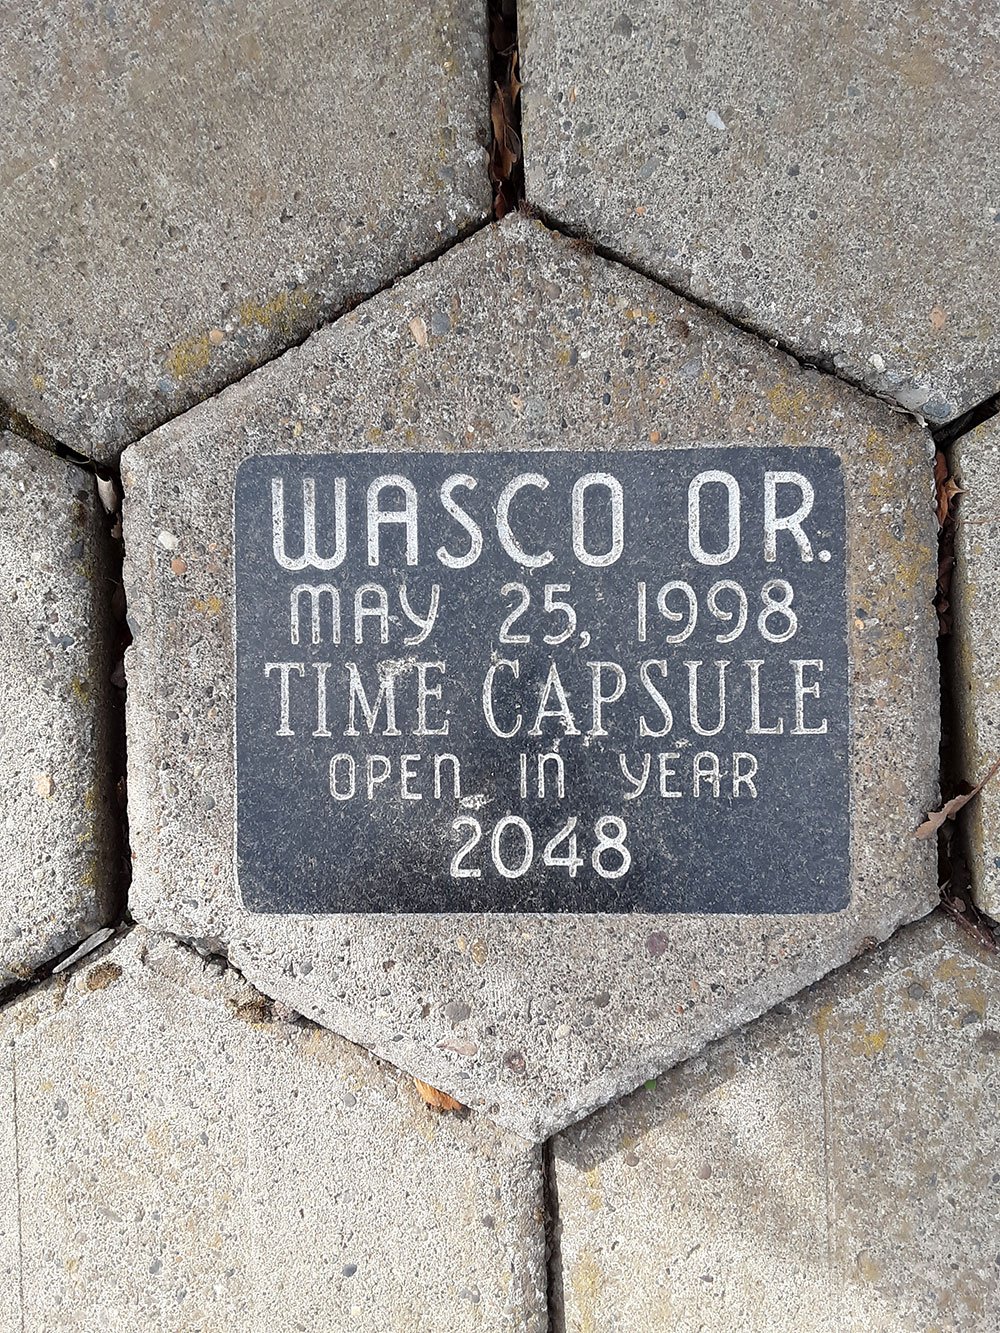 WASCO OR.
MAY 25, 1998
TIME CAPSULE
OPEN IN YEAR
2048